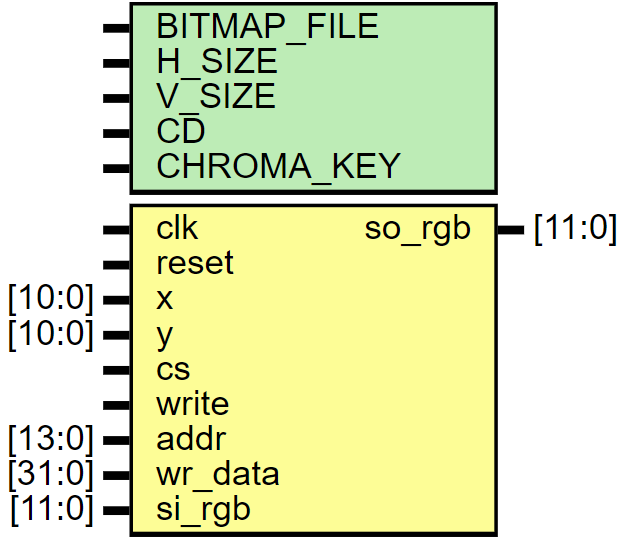 BITMAP_FILE
H_SIZE
V_SIZE
CD
CHROMA_KEY
clk so_rgb [11:0]
reset
[10:0] x
[10:0] y
cs
write
[13:0] addr
[31:0] wr_data
[11:0] si_rgb